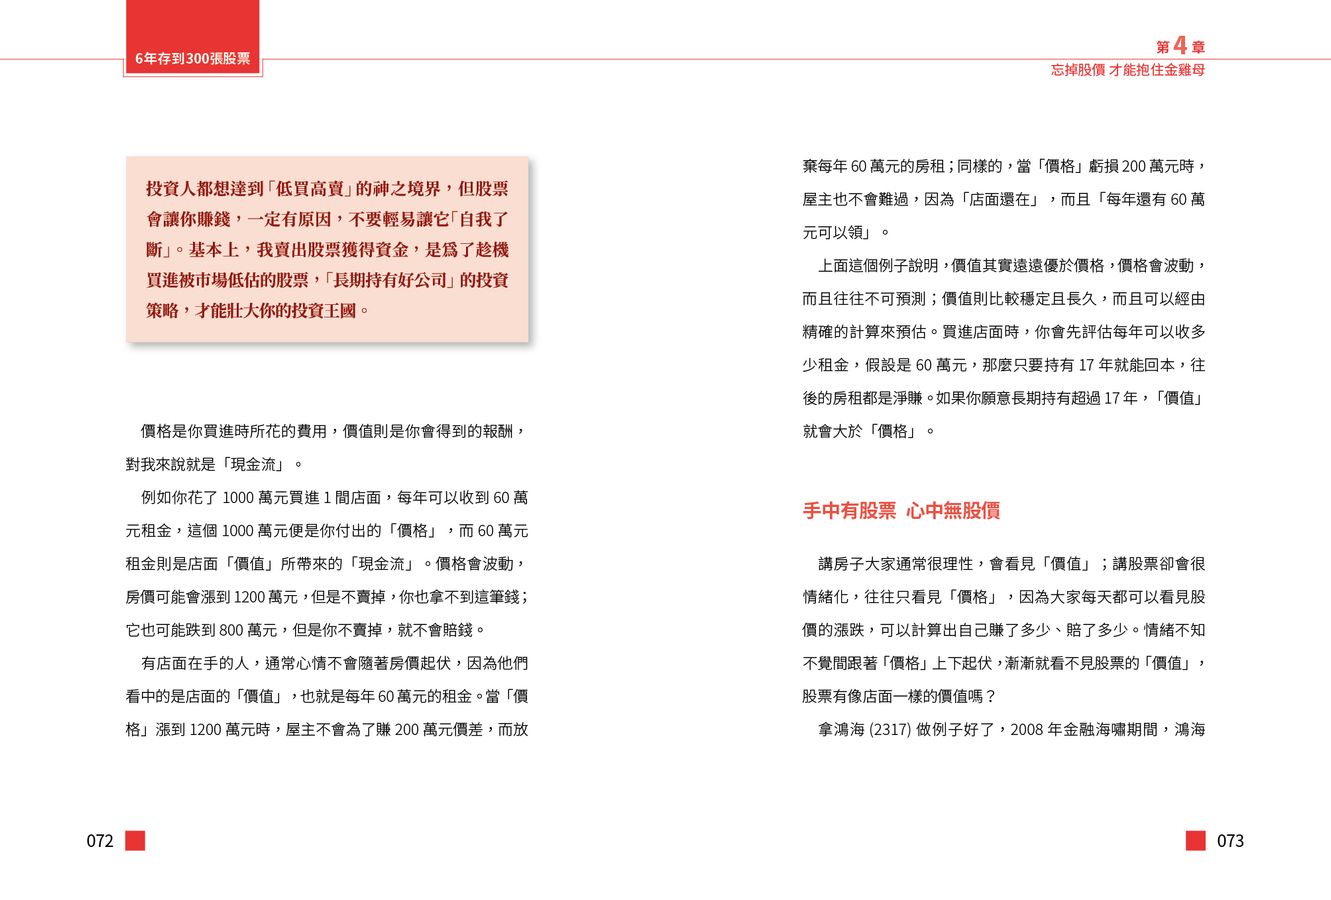 6年存到300張股票
投資人都想達到「低買高賣」的神之境界，但股票
會讓你賺錢，一定有原因，不要輕易讓它「自我了
斷」。基本上，我賣出股票獲得資金，是為了趁機
買進被市場低估的股票，「長期持有好公司」的投資
策略，才能壯大你的投資王國。
價格是你買進時所花的費用，價值則是你會得到的報酬，
對我來說就是「現金流」。
例如你花了 1000 萬元買進 1 間店面，每年可以收到 60 萬
元租金，這個 1000 萬元便是你付出的「價格」，而 60 萬元
租金則是店面「價值」所帶來的「現金流」。價格會波動，
房價可能會漲到 1200 萬元，但是不賣掉，你也拿不到這筆錢；
它也可能跌到 800 萬元，但是你不賣掉，就不會賠錢。
有店面在手的人，通常心情不會隨著房價起伏，因為他們
看中的是店面的「價值」，也就是每年 60 萬元的租金。當「價
格」漲到 1200 萬元時，屋主不會為了賺 200 萬元價差，而放
072
第 4 章
忘掉股價 才能抱住金雞母
棄每年 60 萬元的房租；同樣的，當「價格」虧損 200 萬元時，
屋主也不會難過，因為「店面還在」，而且「每年還有 60 萬
元可以領」。
上面這個例子說明，價值其實遠遠優於價格，價格會波動，
而且往往不可預測；價值則比較穩定且長久，而且可以經由
精確的計算來預估。買進店面時，你會先評估每年可以收多
少租金，假設是 60 萬元，那麼只要持有 17 年就能回本，往
後的房租都是淨賺。如果你願意長期持有超過 17 年，「價值」
就會大於「價格」。
手中有股票 心中無股價
講房子大家通常很理性，會看見「價值」；講股票卻會很
情緒化，往往只看見「價格」，因為大家每天都可以看見股
價的漲跌，可以計算出自己賺了多少、賠了多少。情緒不知
不覺間跟著「價格」上下起伏，漸漸就看不見股票的「價值」，
股票有像店面一樣的價值嗎？
拿鴻海 (2317) 做例子好了，2008 年金融海嘯期間，鴻海
073